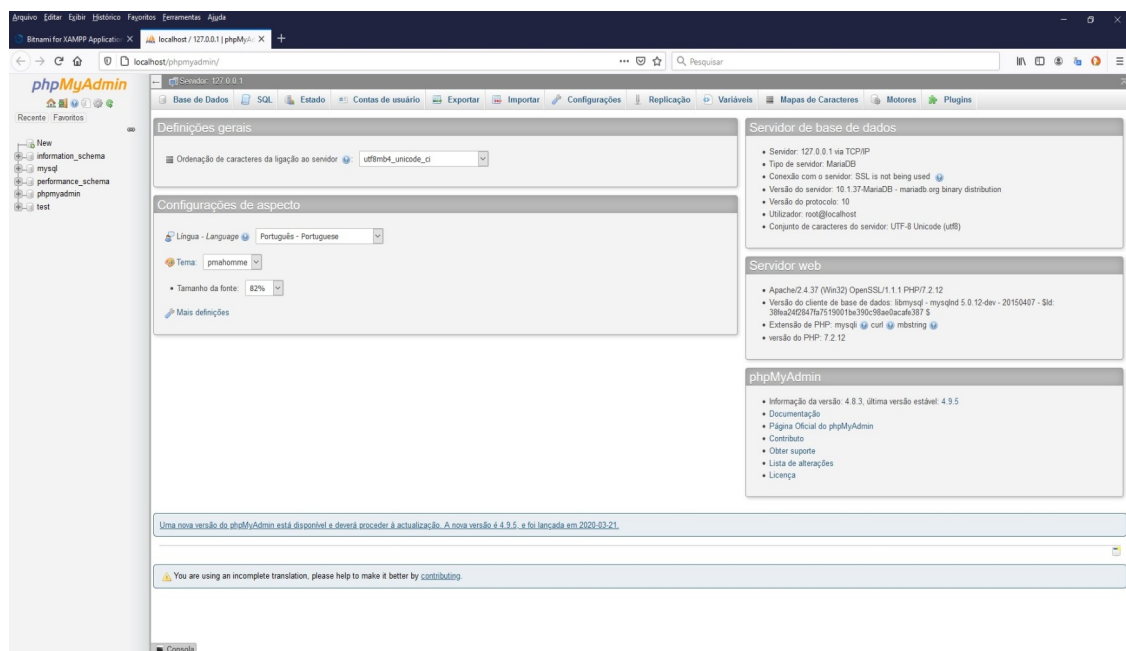 Arquivo Editar Exibir Histórico Favoritos Ferramentas Ajuda
Bitnami for XAMPP Application
localhost / 127.0.0.1 | phpMyAd
localhost/phpmyadmin/
Pesquisar
phpMyAdmin
Recente Favoritos
New
information_schema
mysql
performance_schema
phpmyadmin
test
Servidor: 127.0.0.1
Base de Dados SQL Estado Contas de usuário Exportar Importar Configurações Replicação Variáveis Mapas de Caracteres Motores Plugins
Definições gerais
Ordenação de caracteres da ligação ao servidor : utf8mb4_unicode_ci
Configurações de aspecto
Língua - Language Português - Portuguese
Tema: pmahomme
• Tamanho da fonte: 82%
Mais definições
Servidor de base de dados
• Servidor: 127.0.0.1 via TCP/IP
• Tipo de servidor: MariaDB
• Conexão com o servidor: SSL is not being used
• Versão do servidor: 10.1.37-MariaDB - mariadb.org binary distribution
• Versão do protocolo: 10
• Utilizador: root@localhost
• Conjunto de caracteres do servidor: UTF-8 Unicode (utf8)
Servidor web
• Apache/2.4.37 (Win32) OpenSSL/1.1.1 PHP/7.2.12
• Versão do cliente de base de dados: libmysql - mysqlnd 5.0.12-dev - 20150407 - $Id:
38fea24f2847fa7519001be390c98ae0acafe387 $
• Extensão de PHP: mysqli curl mbstring
• versão do PHP: 7.2.12
phpMyAdmin
• Informação da versão: 4.8.3, última versão estável: 4.9.5
• Documentação
• Página Oficial do phpMyAdmin
• Contributo
• Obter suporte
• Lista de alterações
• Licença
Uma nova versão do phpMyAdmin está disponível e deverá proceder á actualização. A nova versão é 4.9.5, e foi lançada em 2020-03-21.
You are using an incomplete translation, please help to make it better by contributing.
Consola